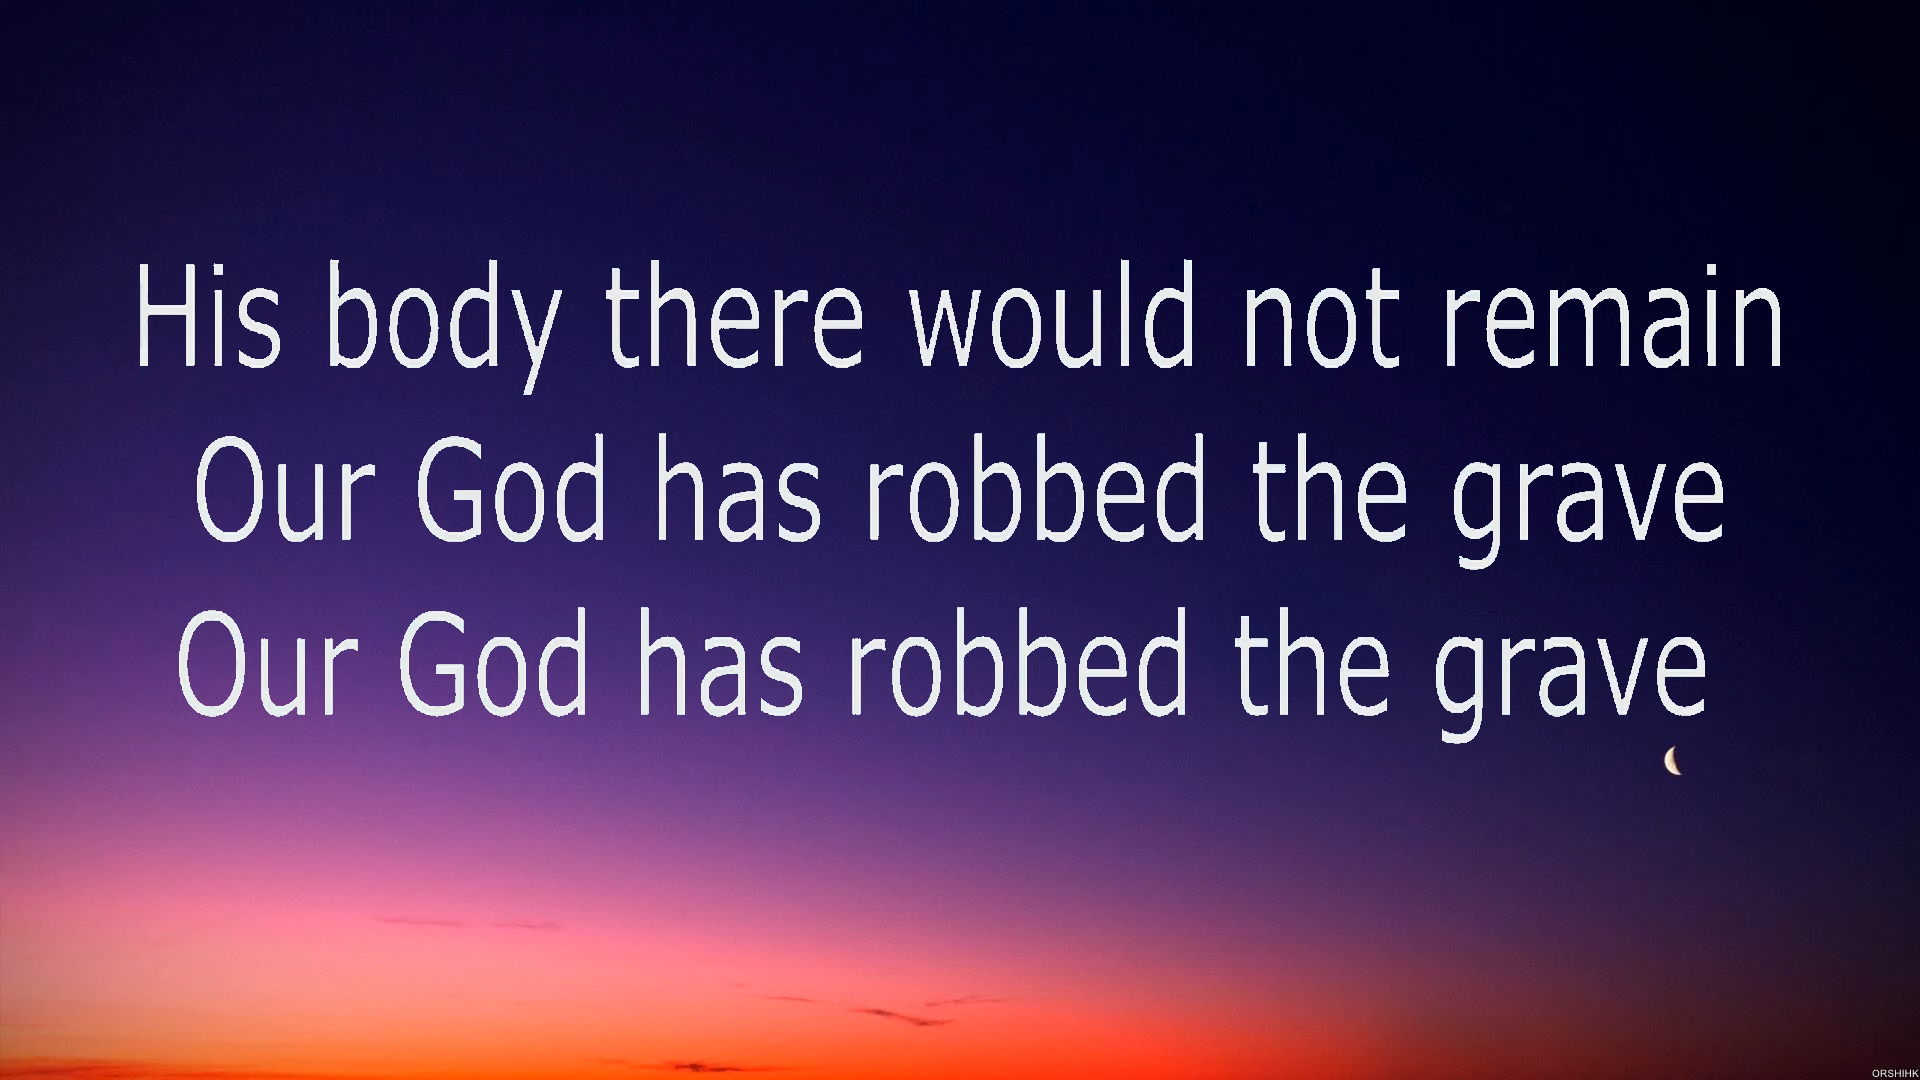 His body there would not remain
Our God has robbed the grave
Our God has robbed the grave
ORSHIHK